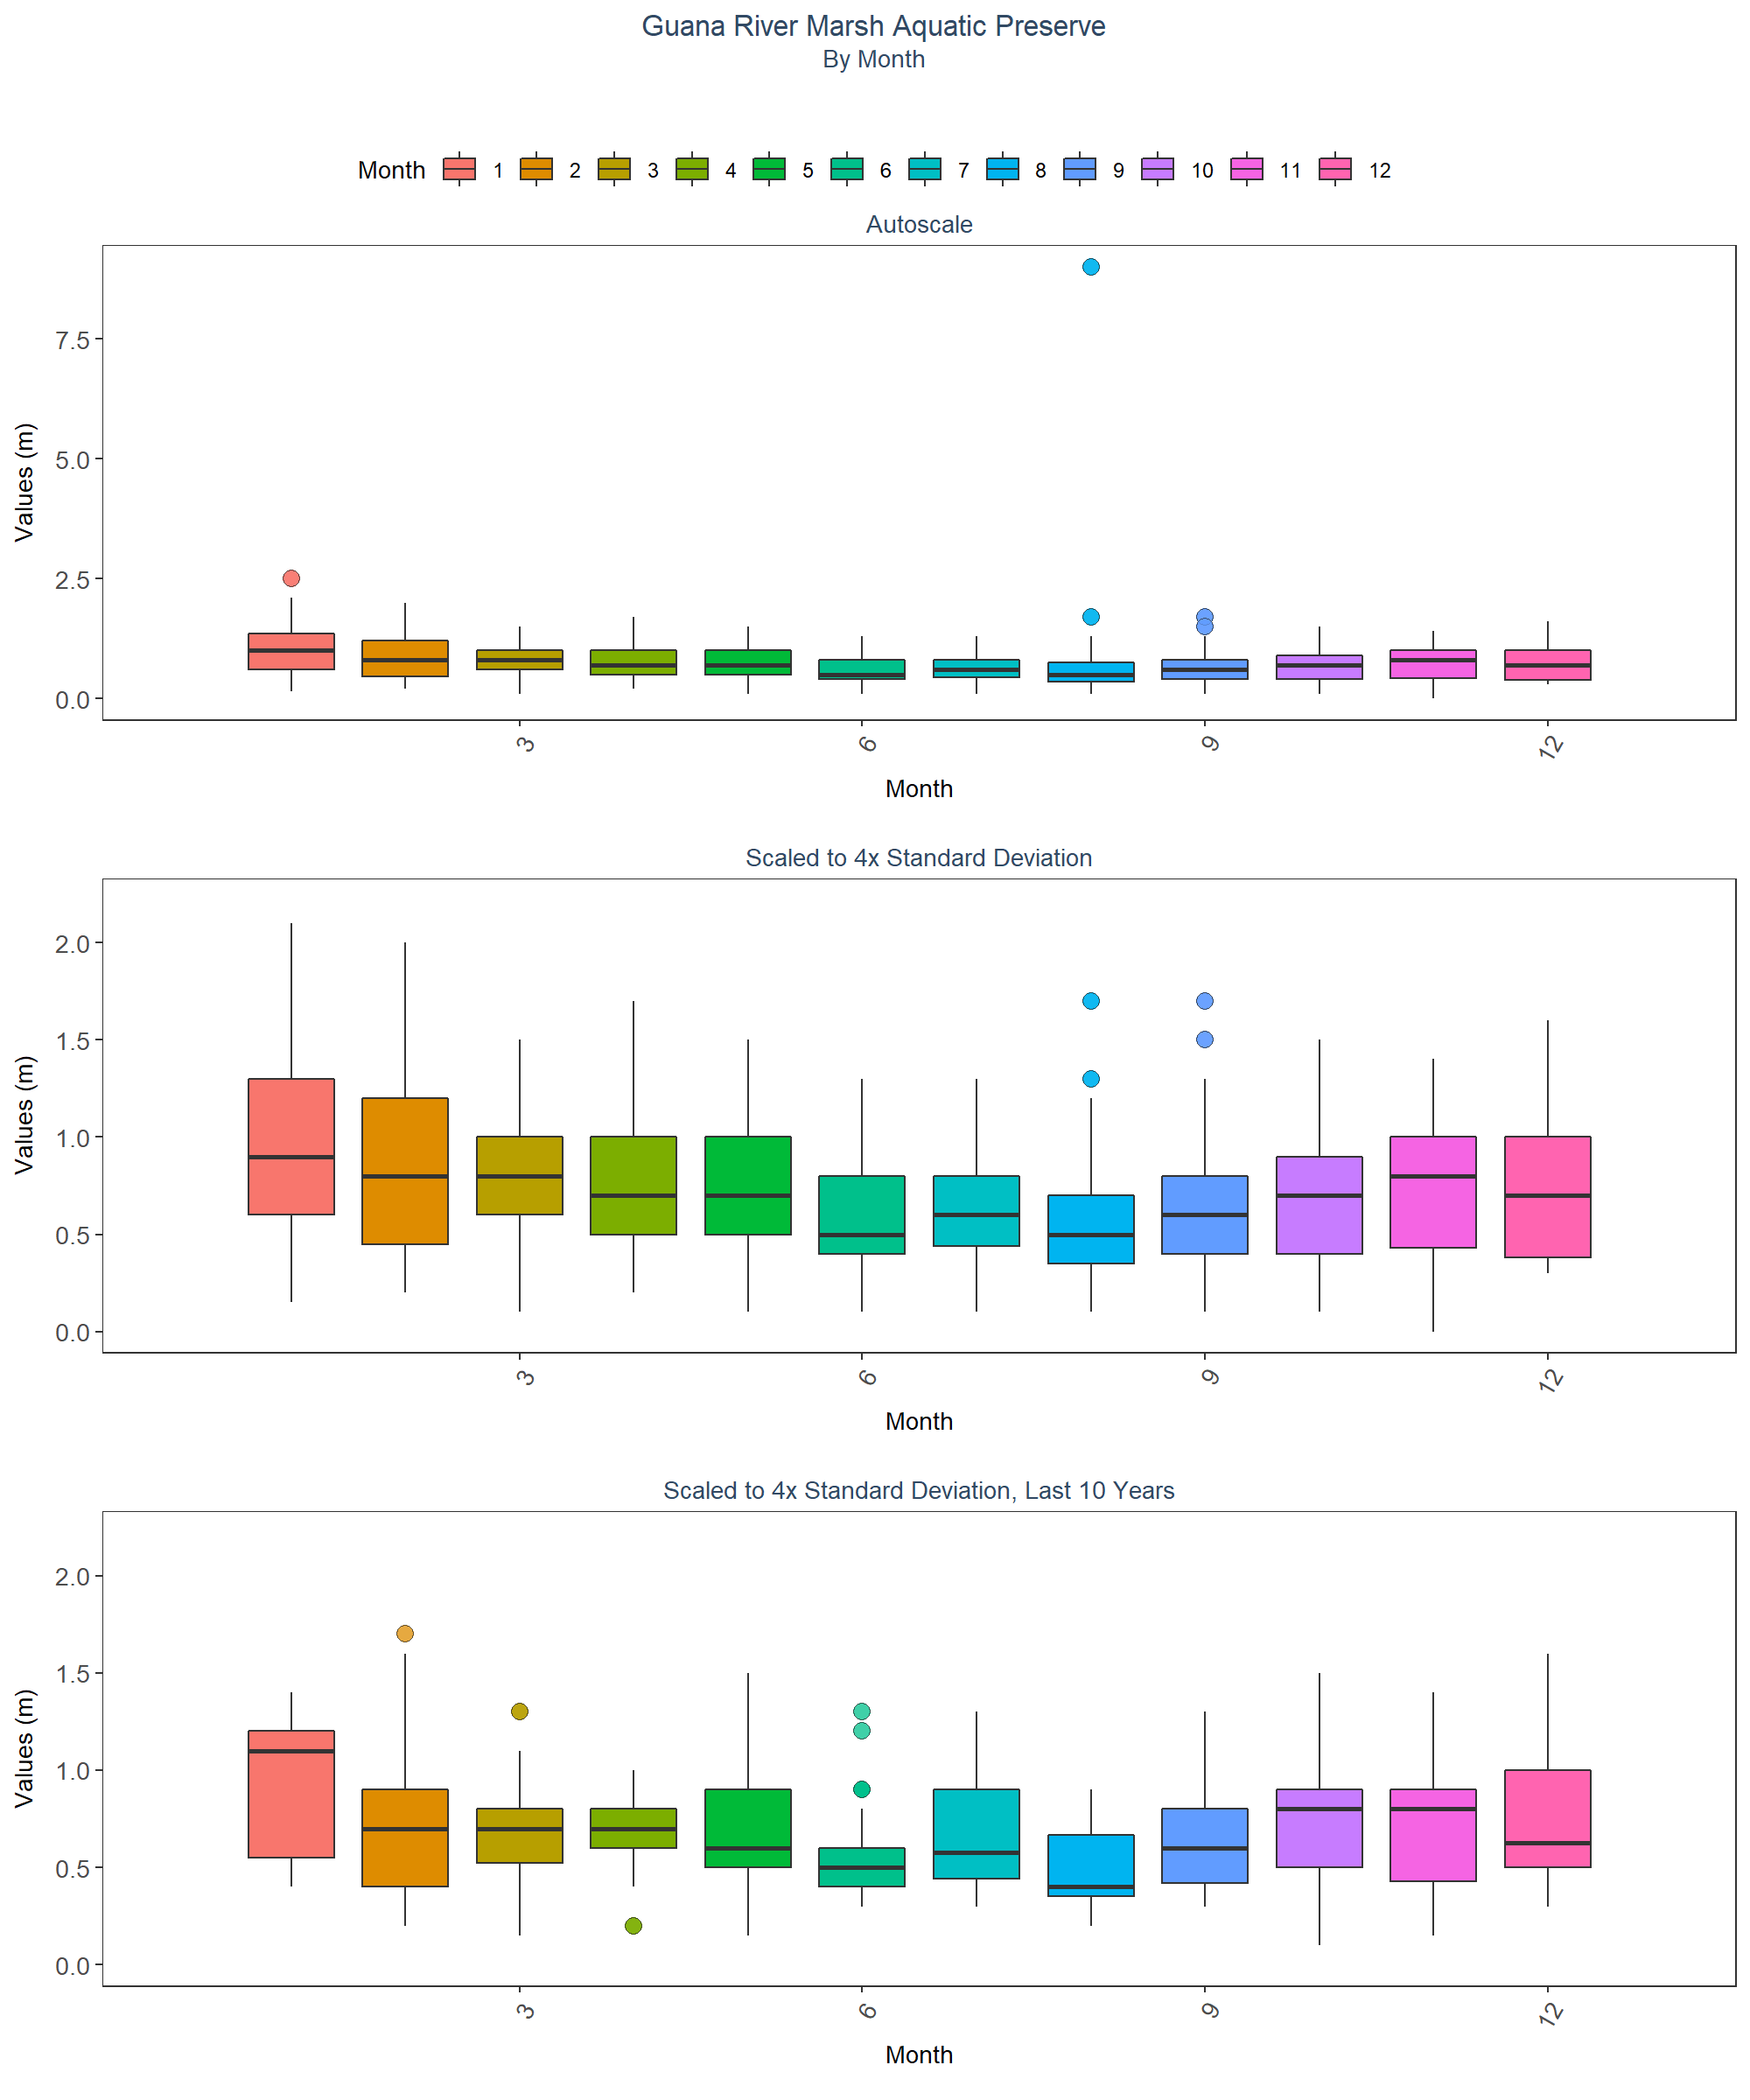 Guana River Marsh Aquatic Preserve
By Month
Month 1 2 3 4 5 6 7 8 9 10 11 12
Autoscale
Values (m)
7.5
5.0
2.5
0.0
3 6 9 12
Month
Scaled to 4x Standard Deviation
Values (m)
2.0
1.5
1.0
0.5
0.0
3 6 9 12
Month
Scaled to 4x Standard Deviation, Last 10 Years
Values (m)
2.0
1.5
1.0
0.5
0.0
3 6 9 12
Month